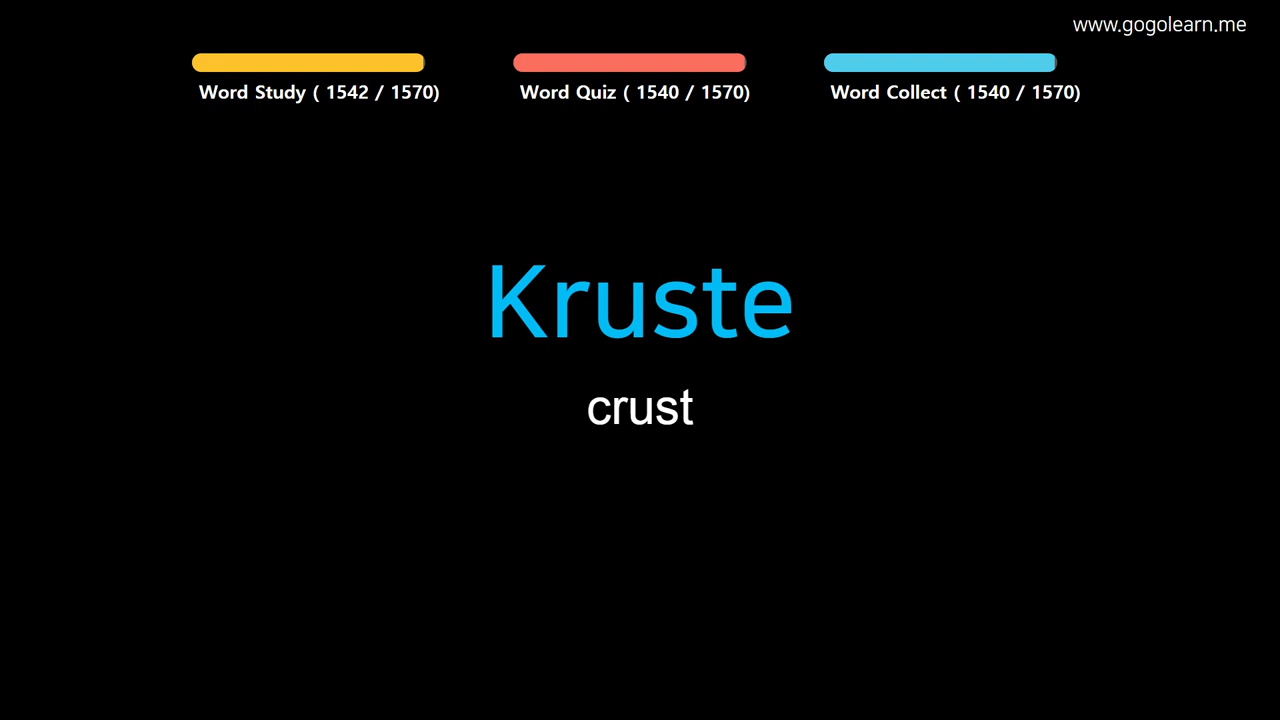 www.gogolearn.me
Word Study ( 1542 / 1570)
Word Quiz ( 1540 / 1570)
Word Collect ( 1540 / 1570)
Kruste
crust